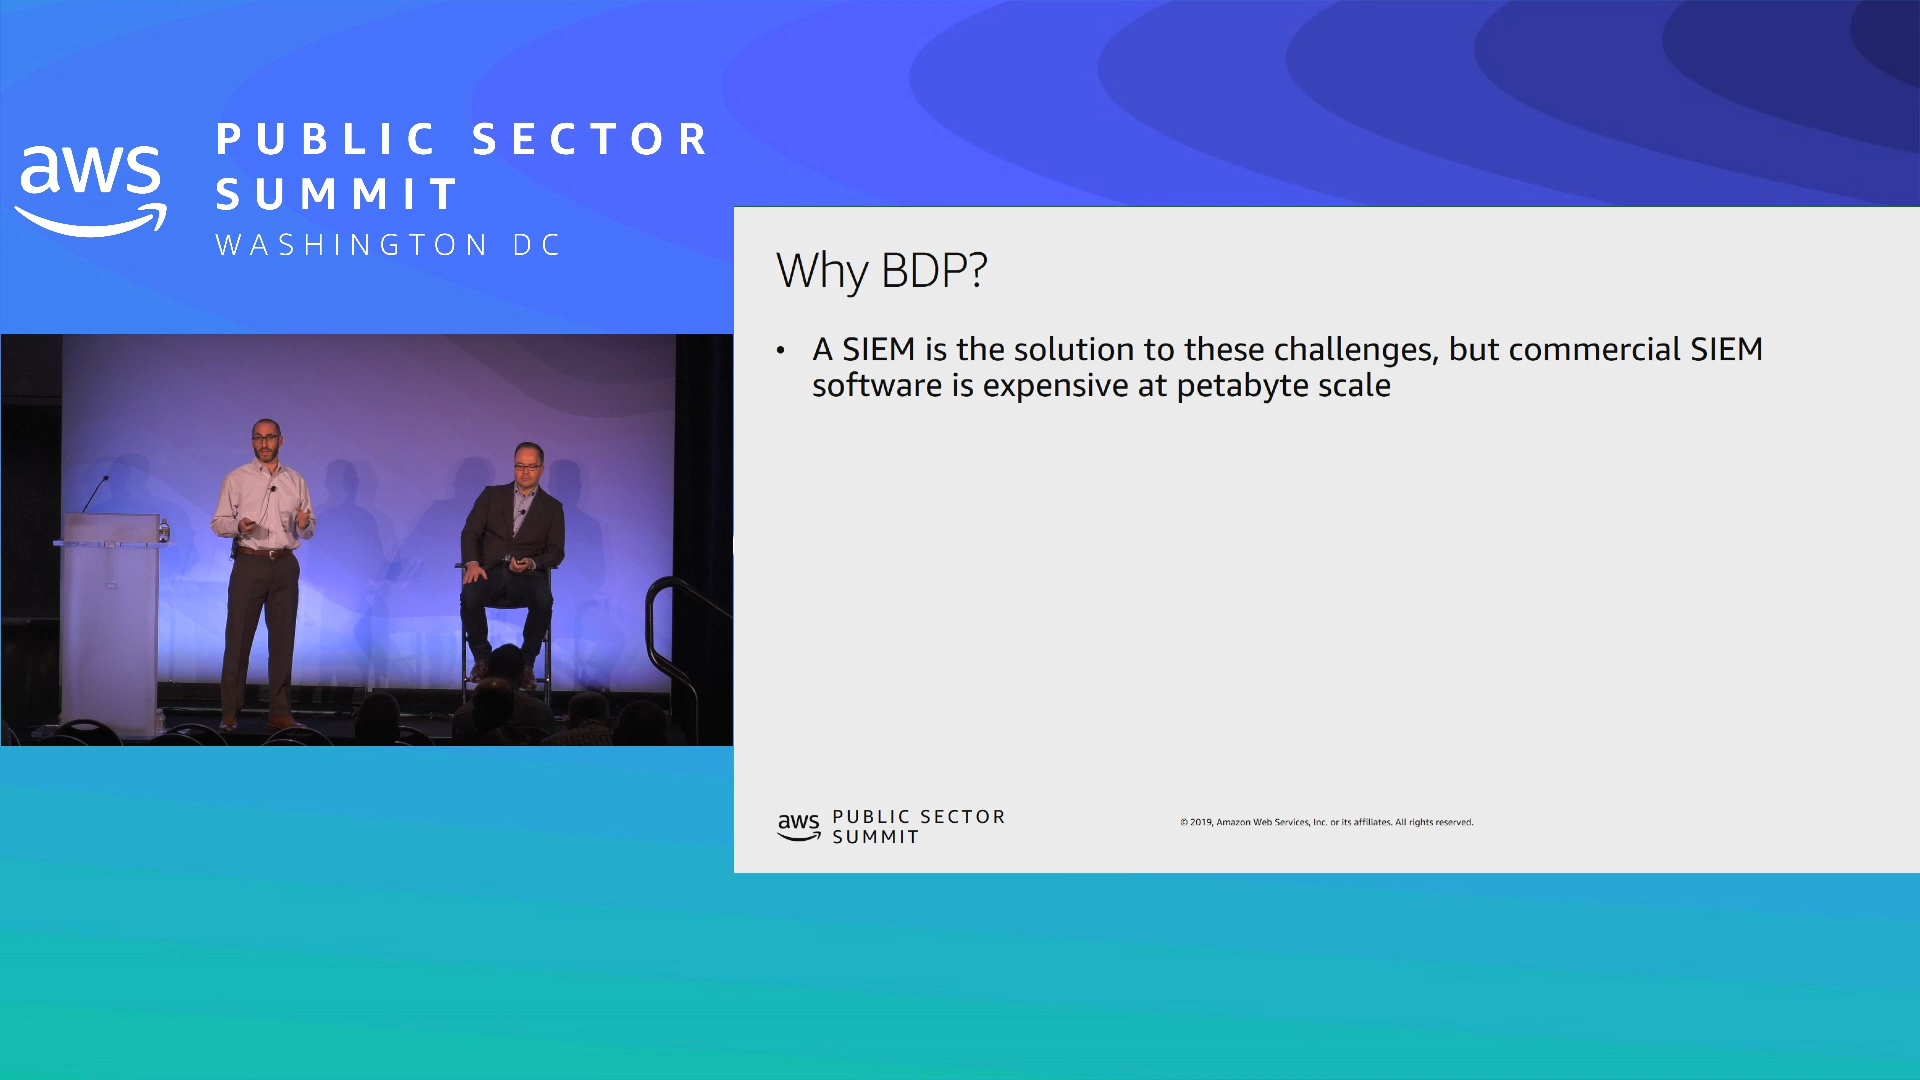 aws
PUBLIC SECTOR
SUMMIT
WASHINGTON DC
Why BDP?
• A SIEM is the solution to these challenges, but commercial SIEM
software is expensive at petabyte scale
aws
PUBLIC SECTOR
SUMMIT
© 2019, Amazon Web Services, Inc. or its affiliates. All rights reserved.